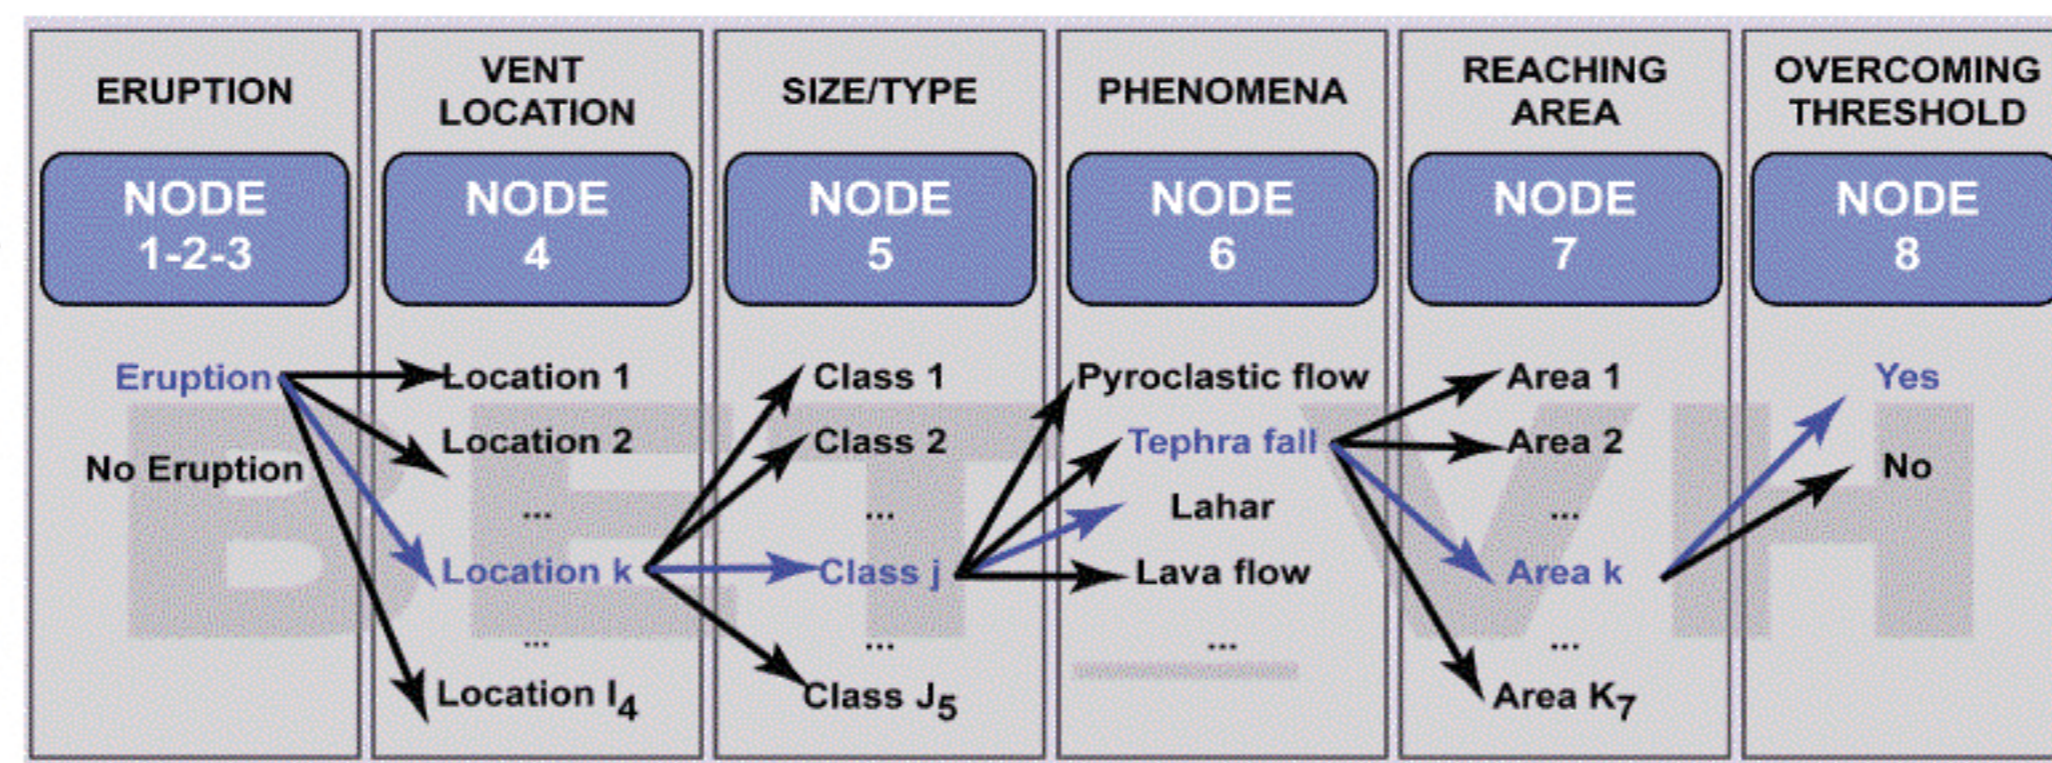 ERUPTION
NODE
1-2-3
Eruption
No Eruption
VENT
LOCATION
NODE
4
Location 1
Location 2
...
Location k
...
Location I4
SIZE/TYPE
NODE
5
Class 1
Class 2
...
Class j
...
Class J5
PHENOMENA
NODE
6
Pyroclastic flow
Tephra fall
Lahar
Lava flow
...
REACHING
AREA
NODE
7
Area 1
Area 2
...
Area k
...
Area K7
OVERCOMING
THRESHOLD
NODE
8
Yes
No
BET_VH